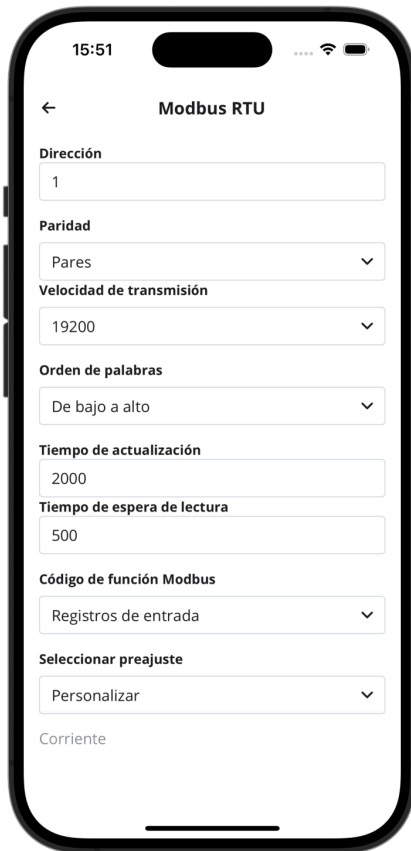 15:51
Modbus RTU
Dirección
1
Paridad
Pares
Velocidad de transmisión
19200
Orden de palabras
De bajo a alto
Tiempo de actualización
2000
Tiempo de espera de lectura
500
Código de función Modbus
Registros de entrada
Seleccionar preajuste
Personalizar
Corriente